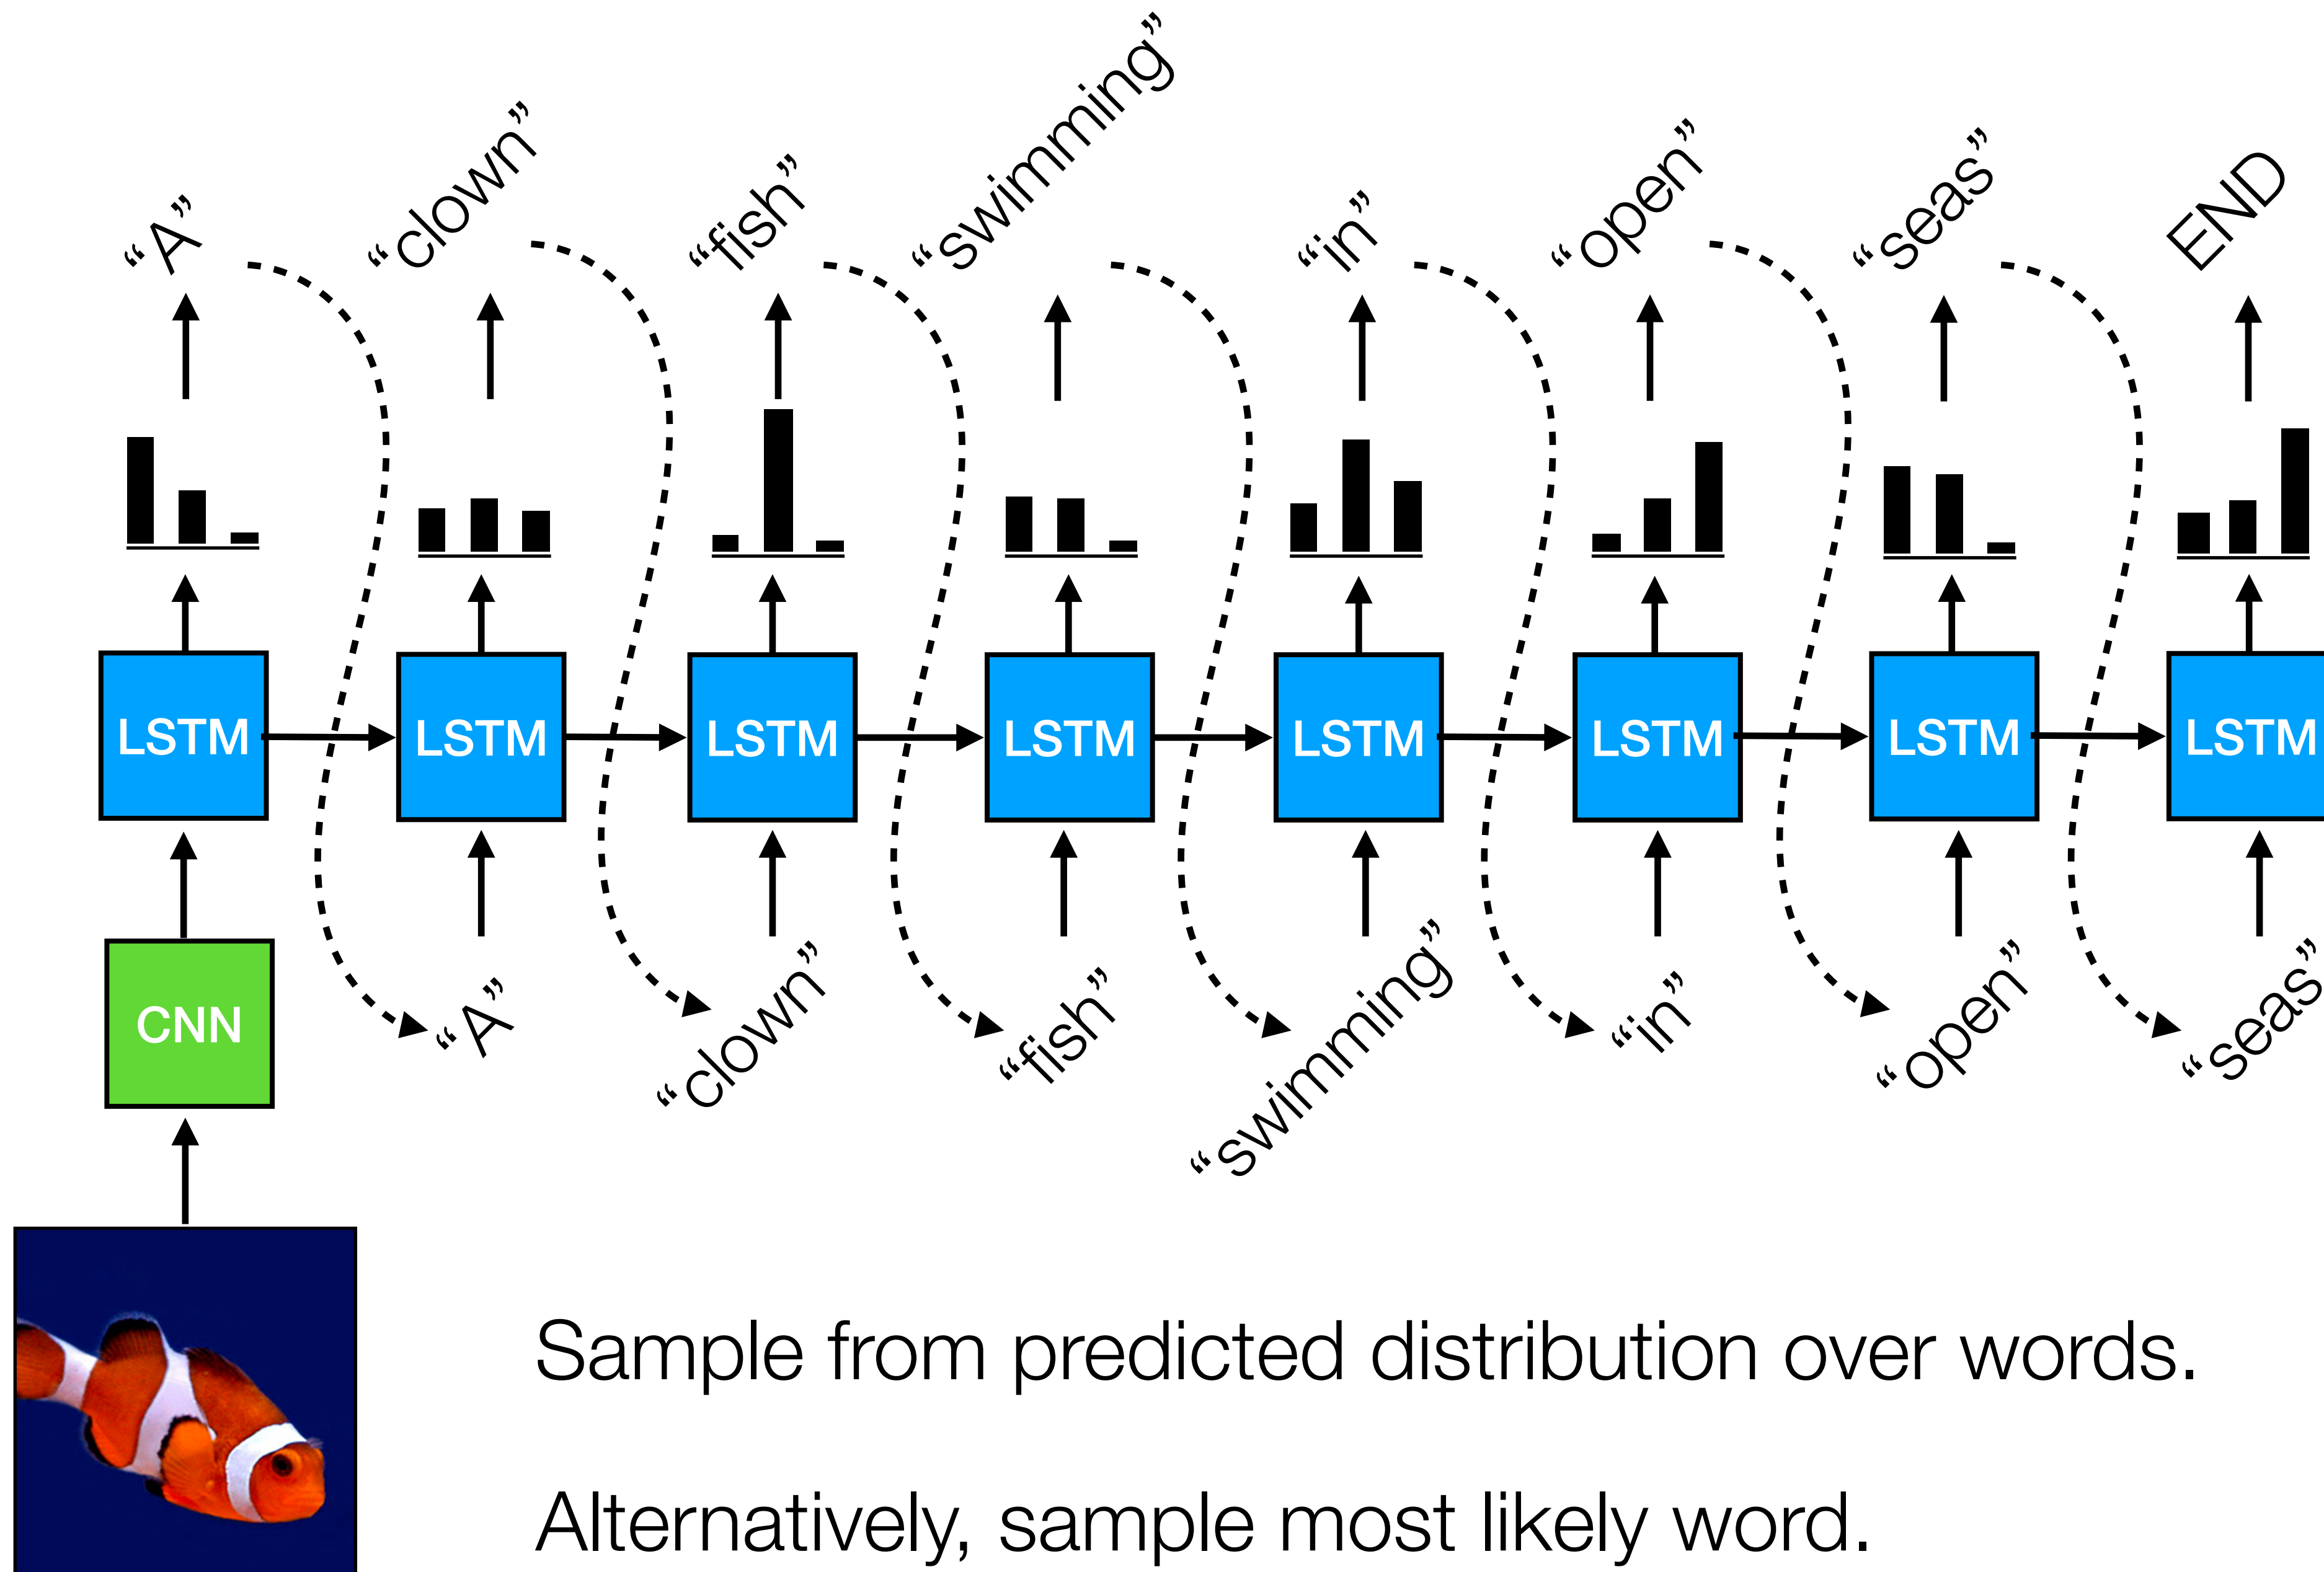 “A” “clown” “fish” “swimming” “in” “open” “seas” END
LSTM LSTM LSTM LSTM LSTM LSTM LSTM LSTM
CNN
“A” “clown” “fish” “swimming” “in” “open” “seas”
Sample from predicted distribution over words.
Alternatively, sample most likely word.